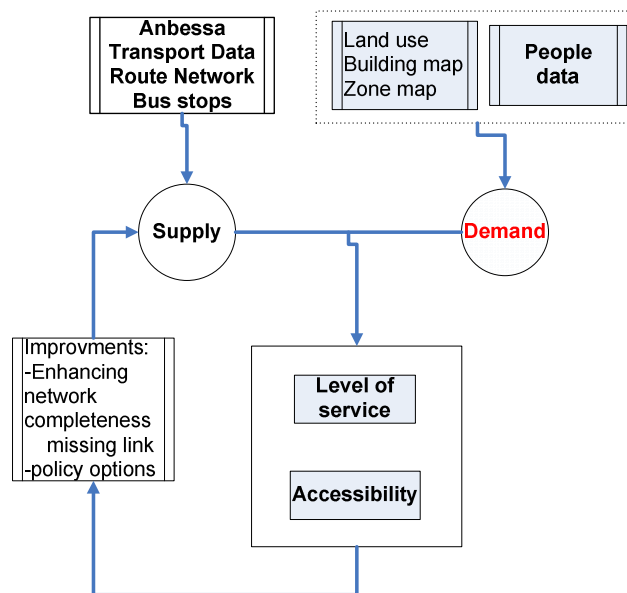 Anbessa
Transport Data
Route Network
Bus stops
Land use
Building map
Zone map
People
data
Supply
Demand
Improvments:
-Enhancing
network
completeness
missing link
-policy options
Level of
service
Accessibility